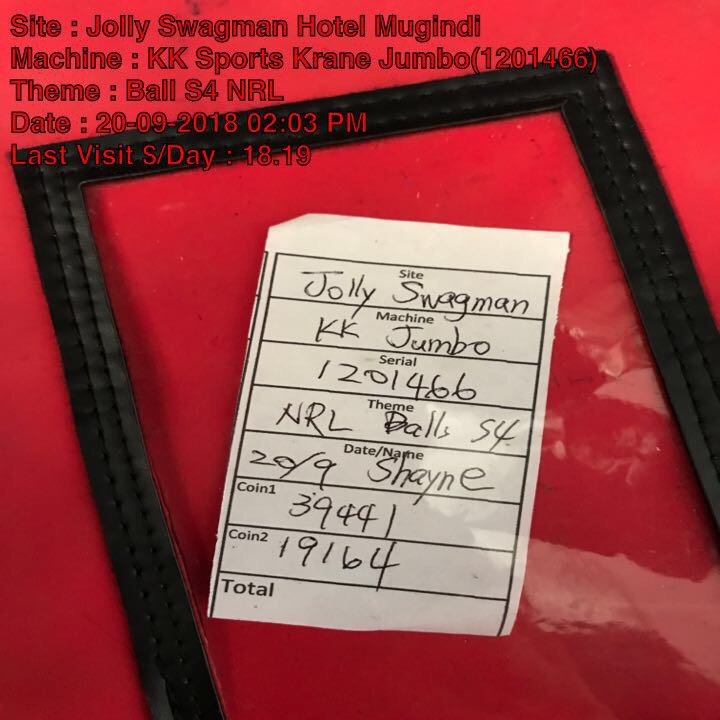 Site : Jolly Swagman Hotel Mugindi
Machine : KK Sports Krane Jumbo(1201466)
Theme : Ball S4 NRL
Date : 20-09-2018 02:03 PM
Last Visit S/Day : 18.19
Site
Jolly Swagman
Machine
KK Jumbo
Serial
1201466
Theme
NRL Balls S4
Date/Name
20/9 Shayne
Coin1
39441
Coin2
19164
Total